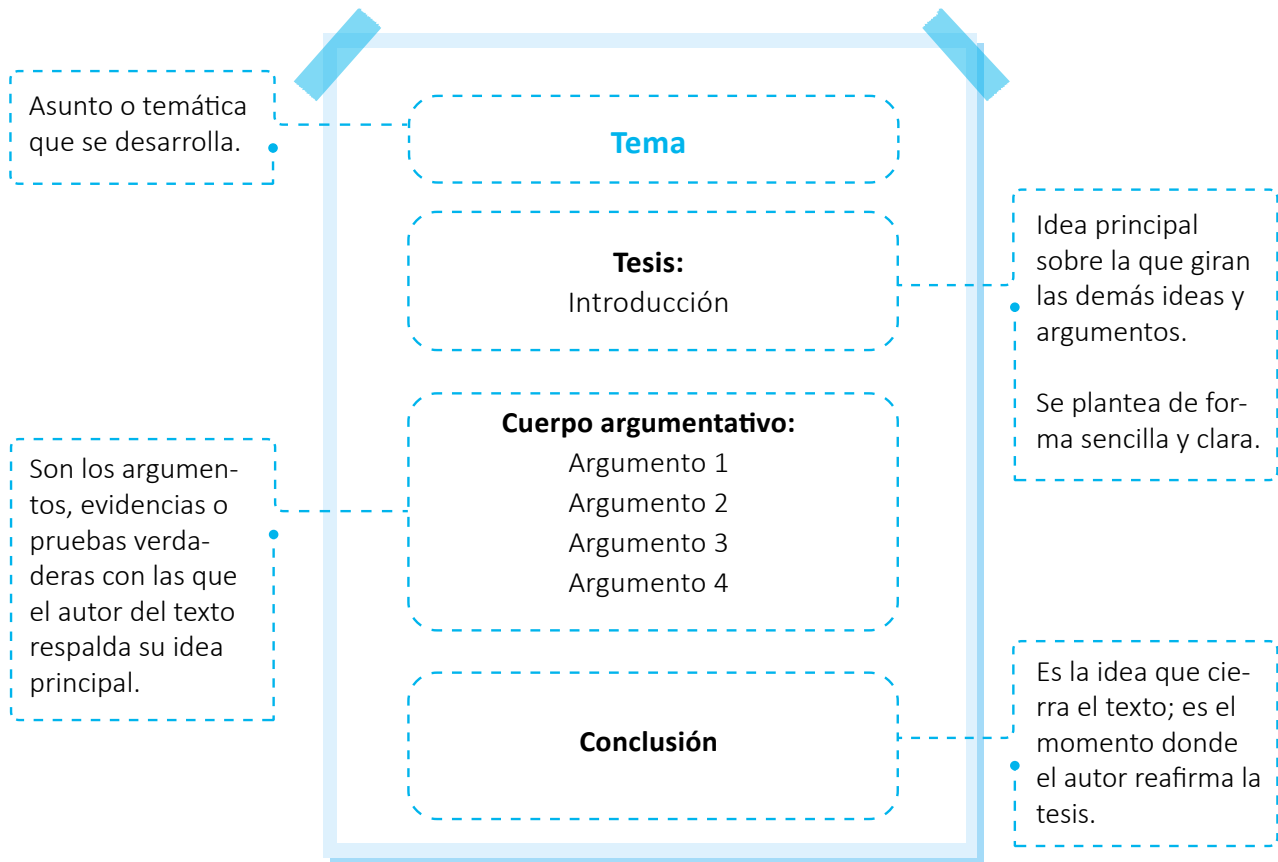 Asunto o temática
que se desarrolla.
Tema
Tesis:
Introducción
Idea principal
sobre la que giran
las demás ideas y
argumentos.
Se plantea de for-
ma sencilla y clara.
Cuerpo argumentativo:
Argumento 1
Argumento 2
Argumento 3
Argumento 4
Son los argumen-
tos, evidencias o
pruebas verda-
deras con las que
el autor del texto
respalda su idea
principal.
Conclusión
Es la idea que cie-
rra el texto; es el
momento donde
el autor reafirma la
tesis.